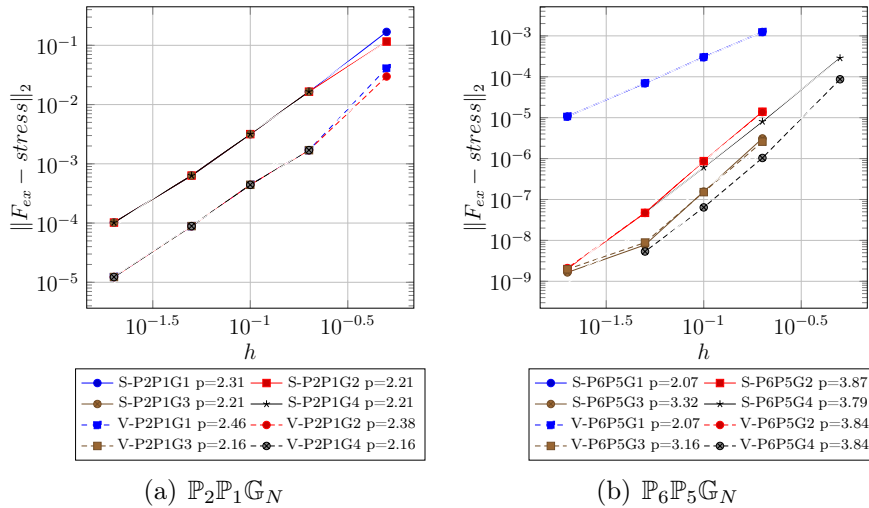 10^{-1}
10^{-2}
10^{-3}
10^{-4}
10^{-5}
‖F_{ex} − stress‖_2
10^{-1.5} 10^{-1} 10^{-0.5}
h
S-P2P1G1 p=2.31 S-P2P1G2 p=2.21
S-P2P1G3 p=2.21 S-P2P1G4 p=2.21
V-P2P1G1 p=2.46 V-P2P1G2 p=2.38
V-P2P1G3 p=2.16 V-P2P1G4 p=2.16
(a) ℙ_2ℙ_1𝔾_N
10^{-3}
10^{-4}
10^{-5}
10^{-6}
10^{-7}
10^{-8}
10^{-9}
‖F_{ex} − stress‖_2
10^{-1.5} 10^{-1} 10^{-0.5}
h
S-P6P5G1 p=2.07 S-P6P5G2 p=3.87
S-P6P5G3 p=3.32 S-P6P5G4 p=3.79
V-P6P5G1 p=2.07 V-P6P5G2 p=3.84
V-P6P5G3 p=3.16 V-P6P5G4 p=3.84
(b) ℙ_6ℙ_5𝔾_N